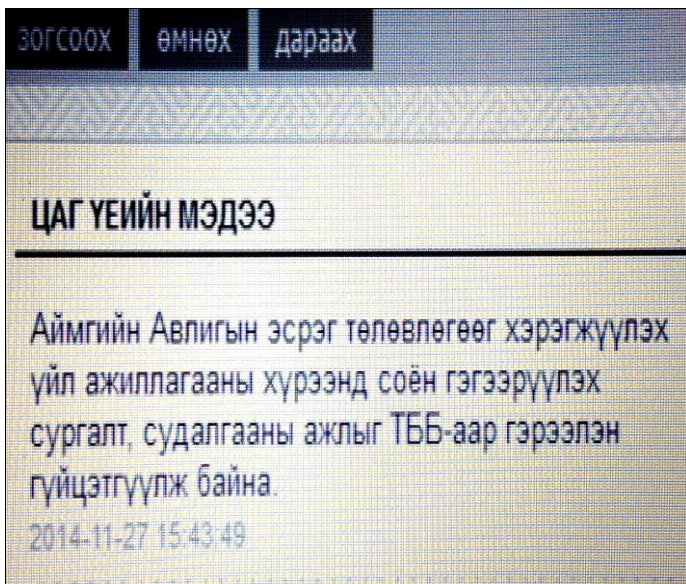 зогсоох өмнөх дараах
ЦАГ ҮЕИЙН МЭДЭЭ
Аймгийн Авлигын эсрэг төлөвлөгөөг хэрэгжүүлэх
үйл ажиллагааны хүрээнд соён гэгээрүүлэх
сургалт, судалгааны ажлыг ТББ-аар гэрээлэн
гүйцэтгүүлж байна.
2014-11-27 15:43:49